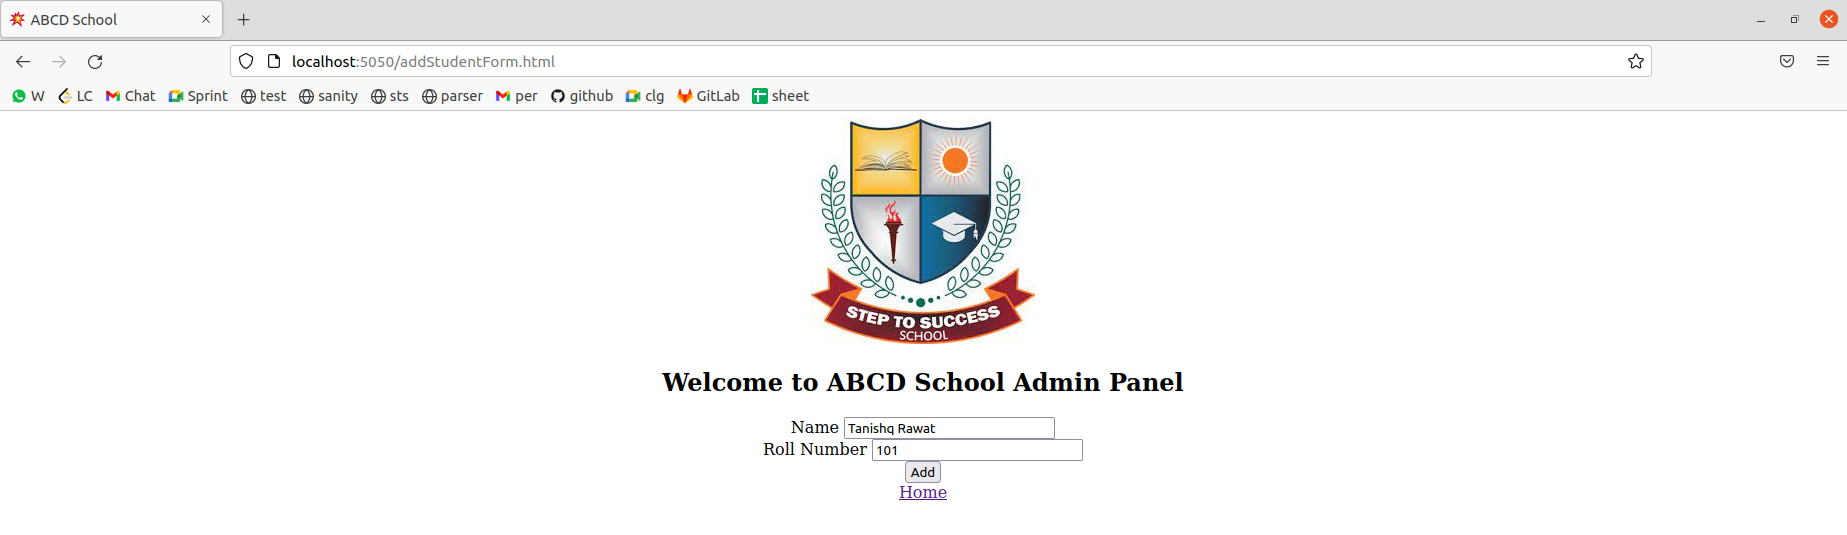 ABCD School
localhost:5050/addStudentForm.html
W LC Chat Sprint test sanity sts parser per github clg GitLab sheet
STEP TO SUCCESS
SCHOOL
Welcome to ABCD School Admin Panel
Name Tanishq Rawat
Roll Number 101
Add
Home